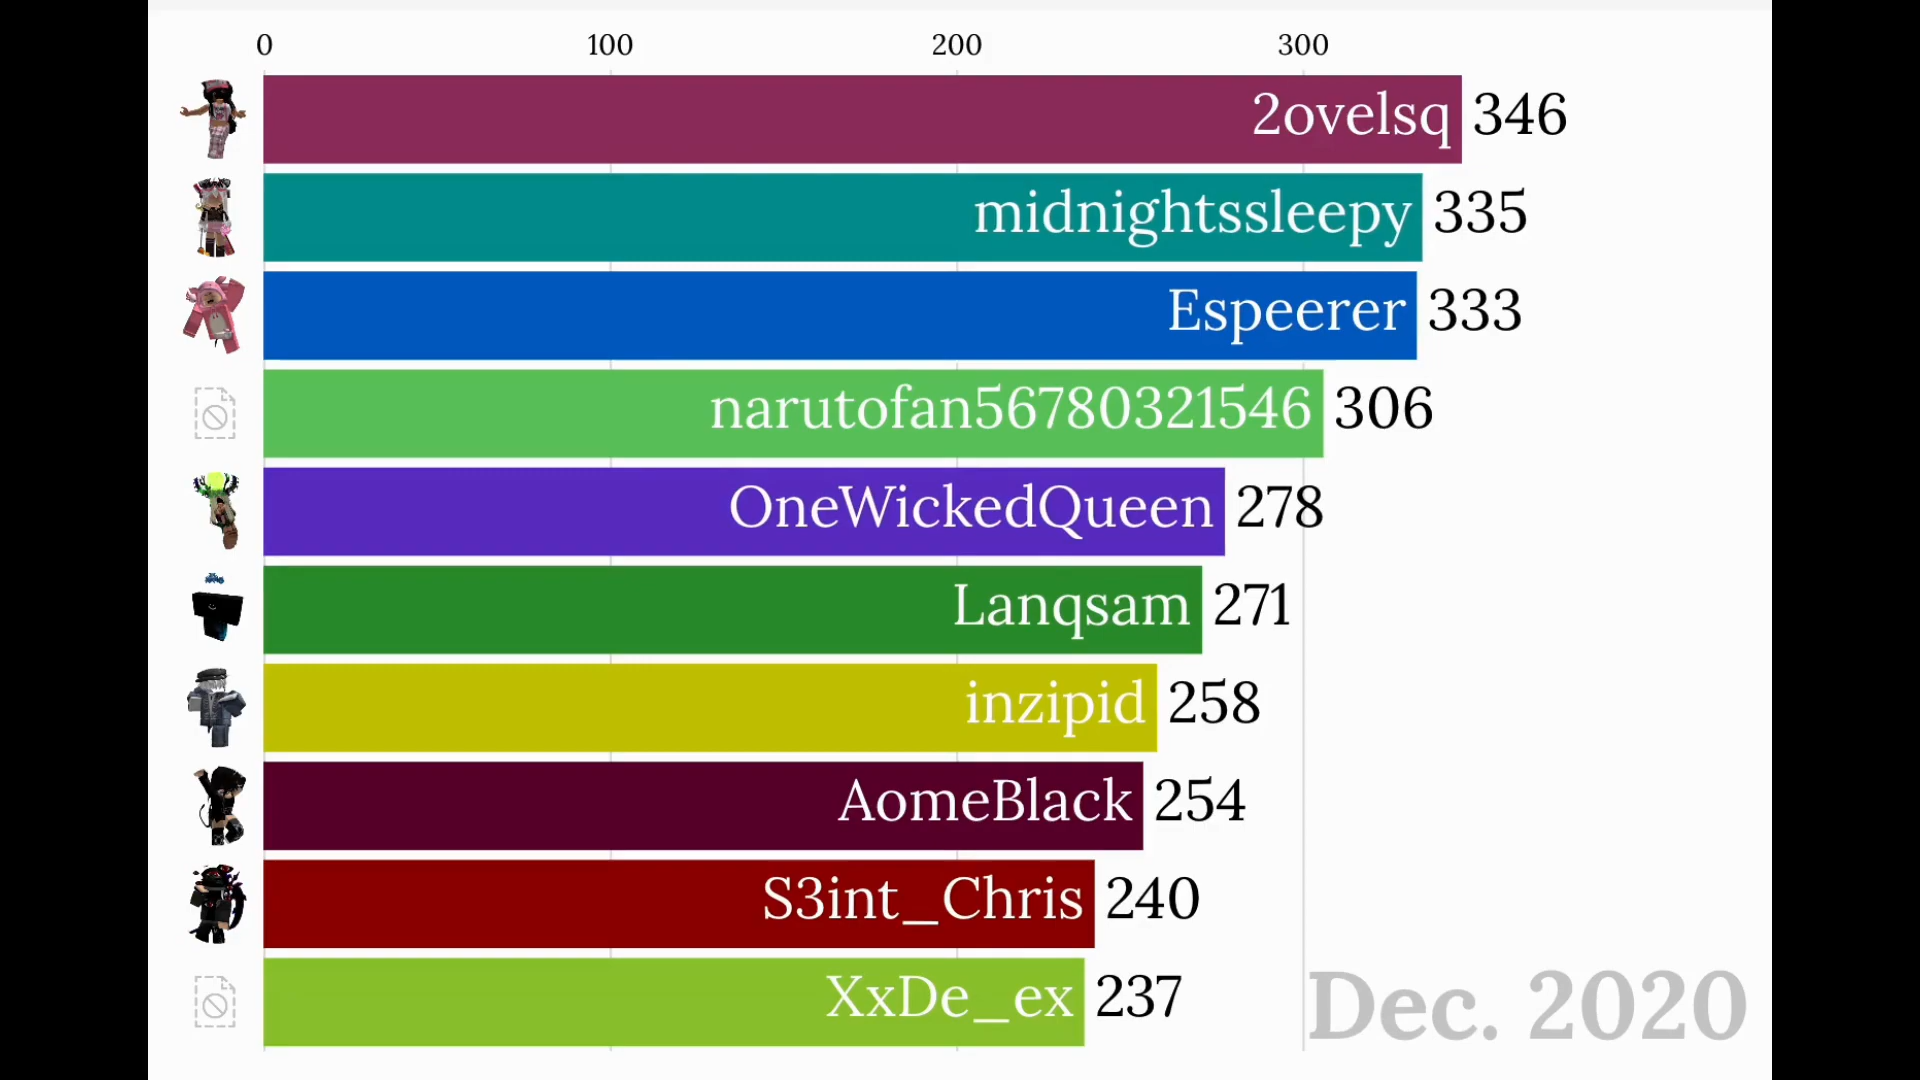 0 100 200 300
2ovelsq 346
midnightssleepy 335
Espeerer 333
narutofan56780321546 306
OneWickedQueen 278
Lanqsam 271
inzipid 258
AomeBlack 254
S3int_Chris 240
XxDe_ex 237
Dec. 2020